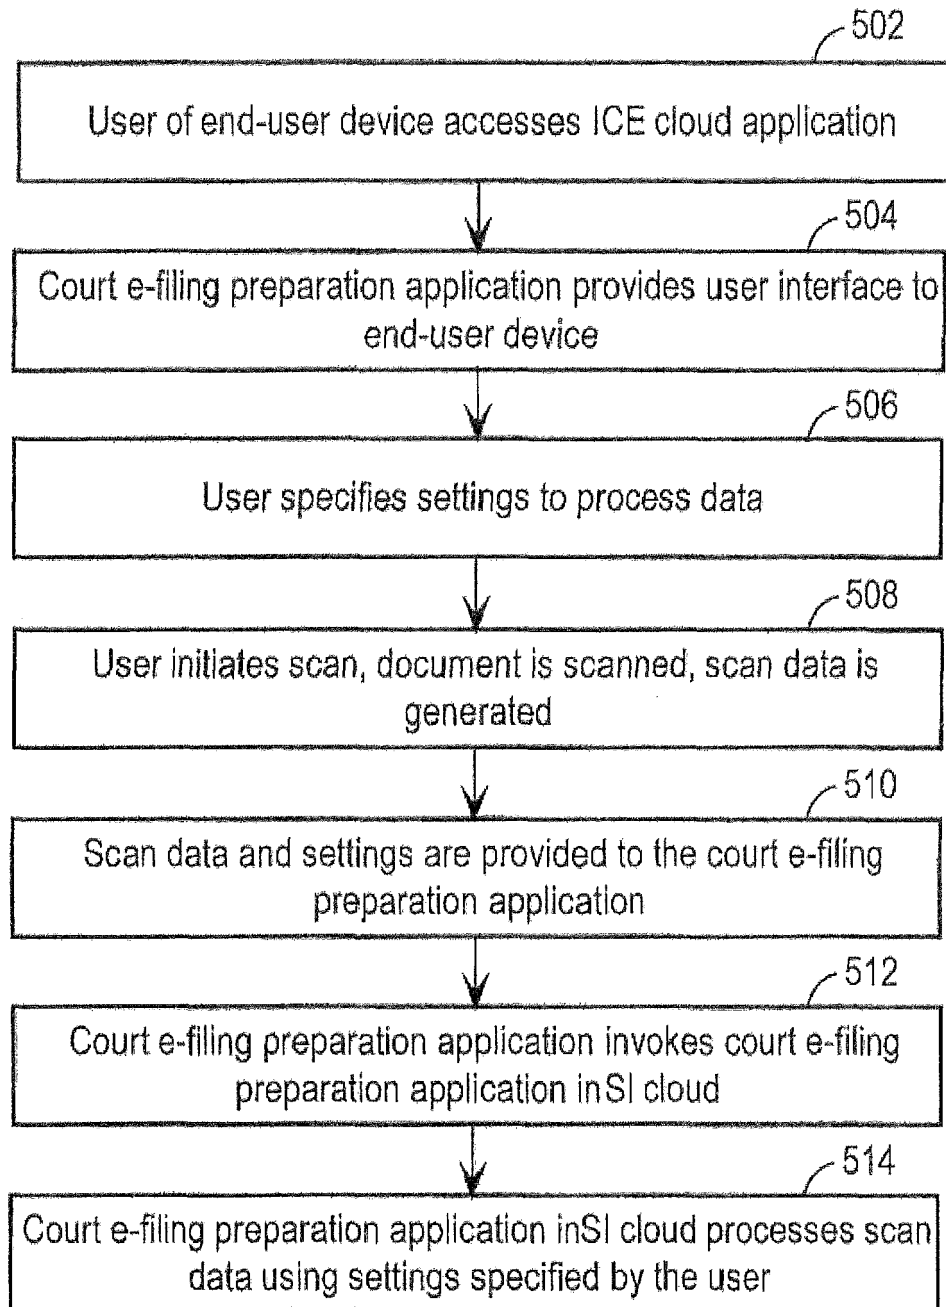 502
User of end-user device accesses ICE cloud application
504
Court e-filing preparation application provides user interface to
end-user device
506
User specifies settings to process data
508
User initiates scan, document is scanned, scan data is
generated
510
Scan data and settings are provided to the court e-filing
preparation application
512
Court e-filing preparation application invokes court e-filing
preparation application inSI cloud
514
Court e-filing preparation application inSI cloud processes scan
data using settings specified by the user